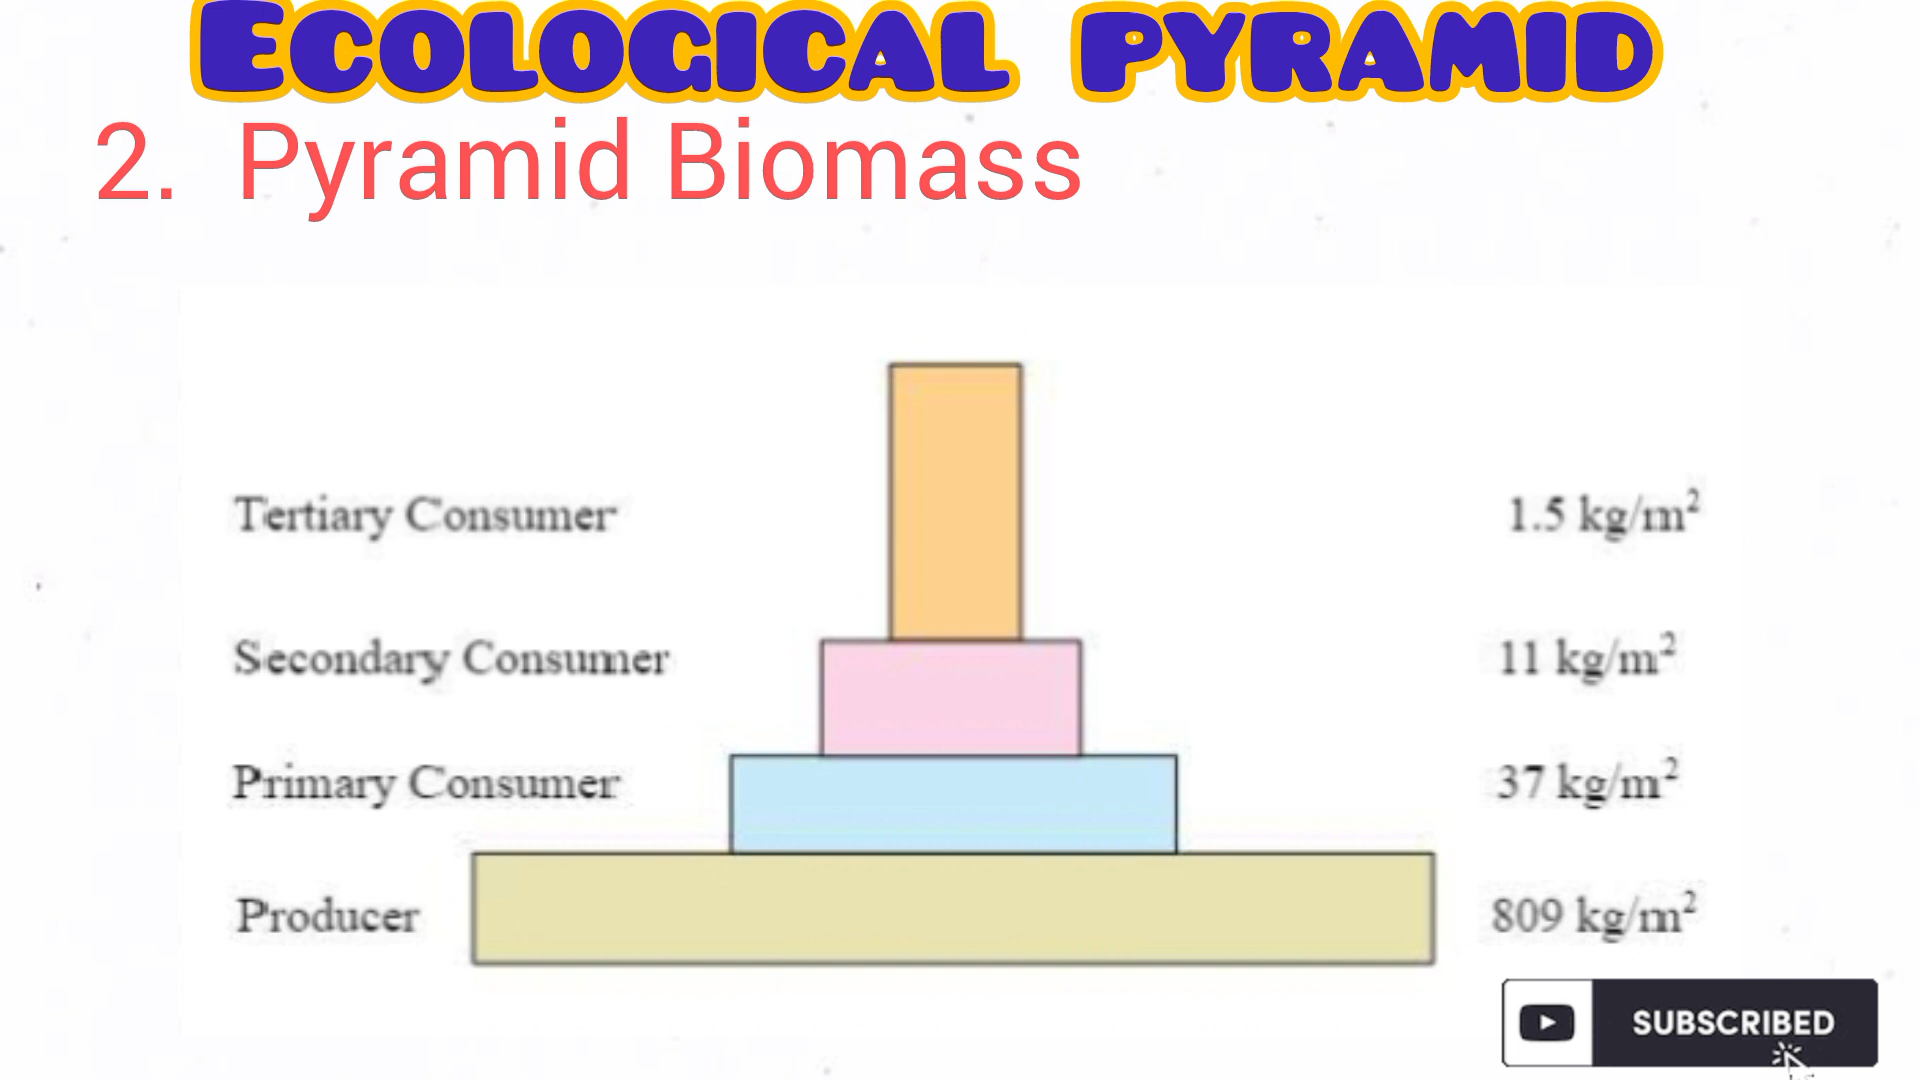 ECOLOGICAL PYRAMID
2. Pyramid Biomass
Tertiary Consumer 1.5 kg/m²
Secondary Consumer 11 kg/m²
Primary Consumer 37 kg/m²
Producer 809 kg/m²
SUBSCRIBED